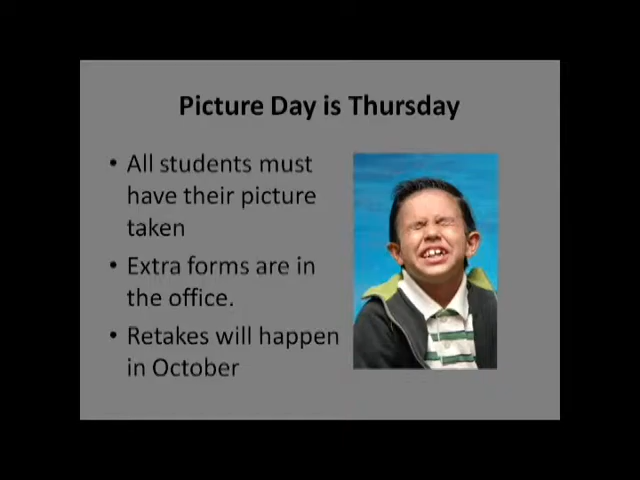 Picture Day is Thursday
• All students must
have their picture
taken
• Extra forms are in
the office.
• Retakes will happen
in October